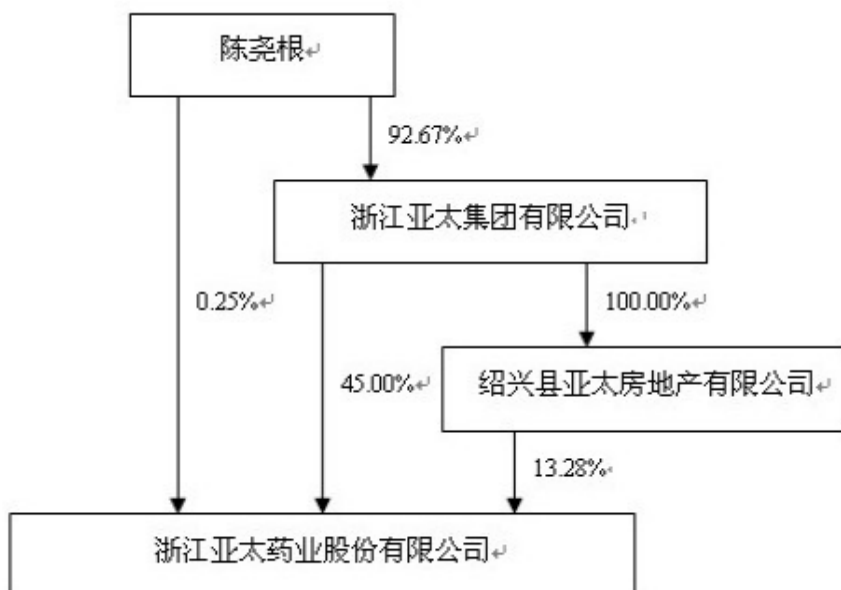 陈尧根↵
92.67%↵
浙江亚太集团有限公司↵
0.25%↵
100.00%↵
45.00%↵
绍兴县亚太房地产有限公司↵
13.28%↵
浙江亚太药业股份有限公司↵